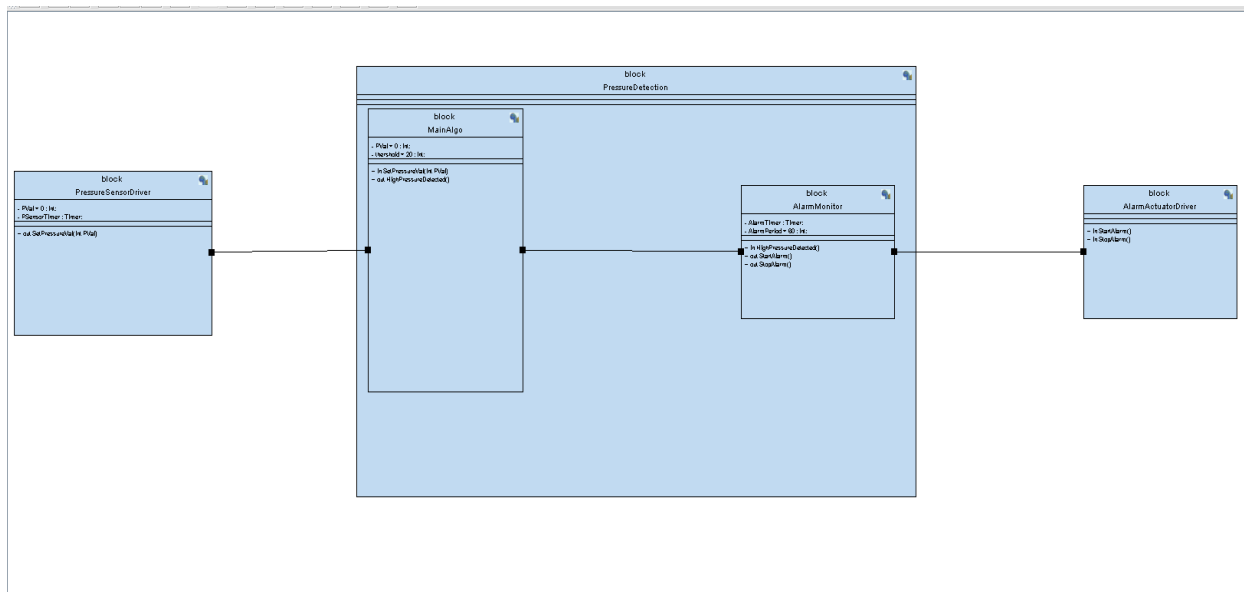 block
PressureDetection
block
MainAlgo
- PVal = 0 : Int;
- thershold = 20 : Int;
~ in SetPressureVal(Int PVal)
~ out HighPressureDetected()
block
PressureSensorDriver
- PVal = 0 : Int;
- PSensorTimer : Timer;
~ out SetPressureVal(Int PVal)
block
AlarmMonitor
- AlarmTimer : Timer;
- AlarmPeriod = 60 : Int;
~ in HighPressureDetected()
~ out StartAlarm()
~ out StopAlarm()
block
AlarmActuatorDriver
~ in StartAlarm()
~ in StopAlarm()